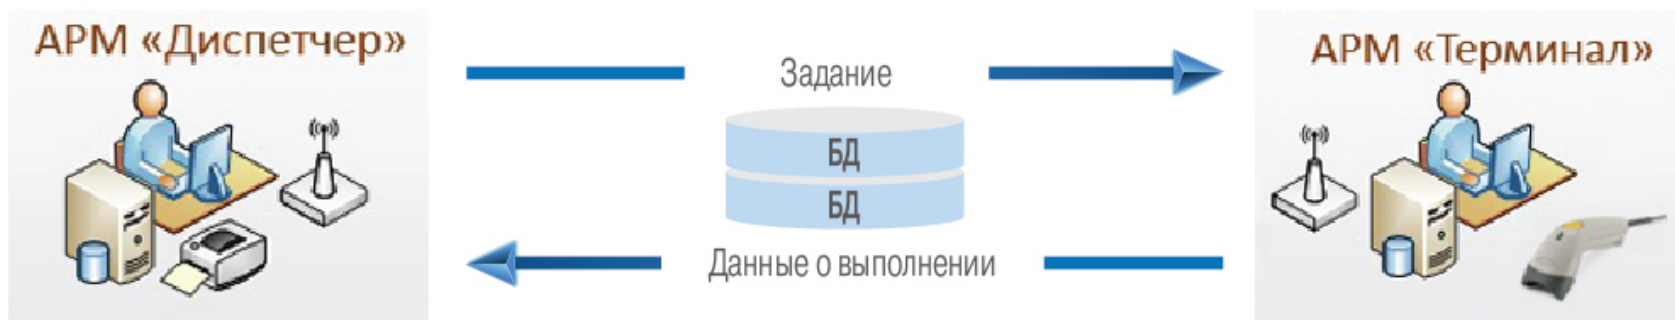 АРМ «Диспетчер»
Задание
БД
БД
Данные о выполнении
АРМ «Терминал»